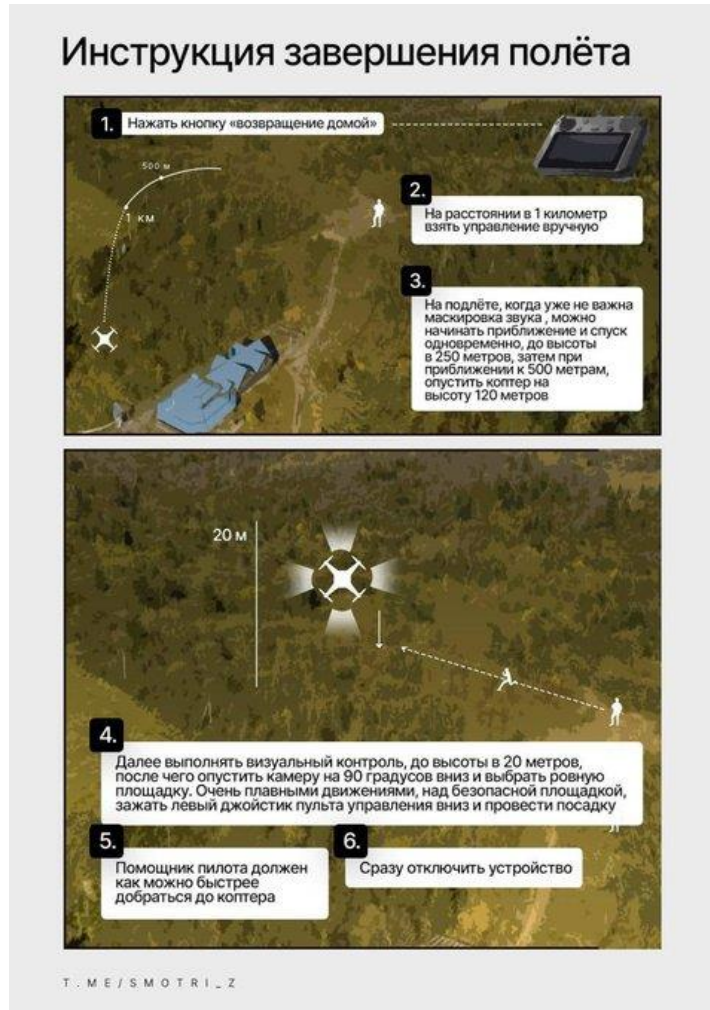 Инструкция завершения полёта
1.
Нажать кнопку «возвращение домой»
500 м
1 км
2.
На расстоянии в 1 километр
взять управление вручную
3.
На подлёте, когда уже не важна
маскировка звука , можно
начинать приближение и спуск
одновременно, до высоты
в 250 метров, затем при
приближении к 500 метрам,
опустить коптер на
высоту 120 метров
20 м
4.
Далее выполнять визуальный контроль, до высоты в 20 метров,
после чего опустить камеру на 90 градусов вниз и выбрать ровную
площадку. Очень плавными движениями, над безопасной площадкой,
зажать левый джойстик пульта управления вниз и провести посадку
5.
Помощник пилота должен
как можно быстрее
добраться до коптера
6.
Сразу отключить устройство
T.ME/SMOTRI_Z